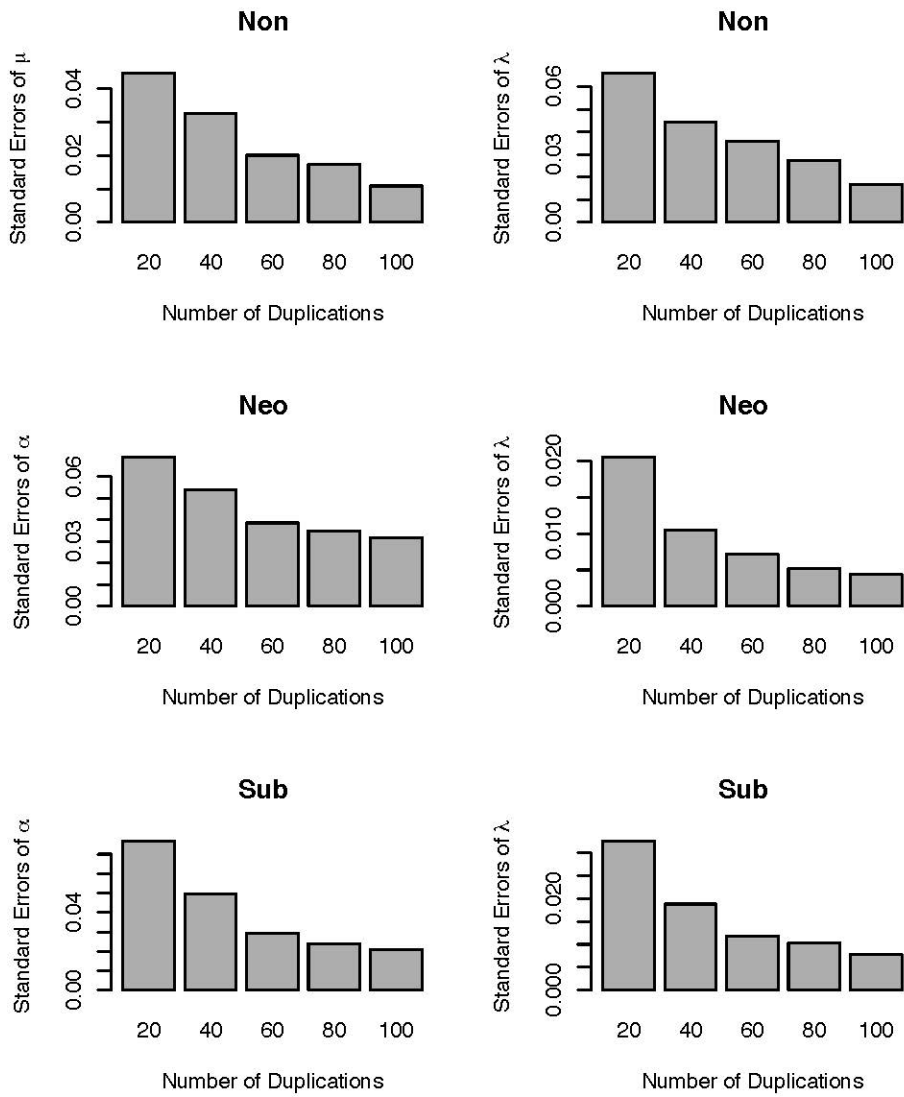 Non
Standard Errors of μ
0.04
0.02
0.00
20 40 60 80 100
Number of Duplications
Non
Standard Errors of λ
0.06
0.03
0.00
20 40 60 80 100
Number of Duplications
Neo
Standard Errors of α
0.06
0.03
0.00
20 40 60 80 100
Number of Duplications
Neo
Standard Errors of λ
0.020
0.010
0.000
20 40 60 80 100
Number of Duplications
Sub
Standard Errors of α
0.04
0.00
20 40 60 80 100
Number of Duplications
Sub
Standard Errors of λ
0.020
0.000
20 40 60 80 100
Number of Duplications